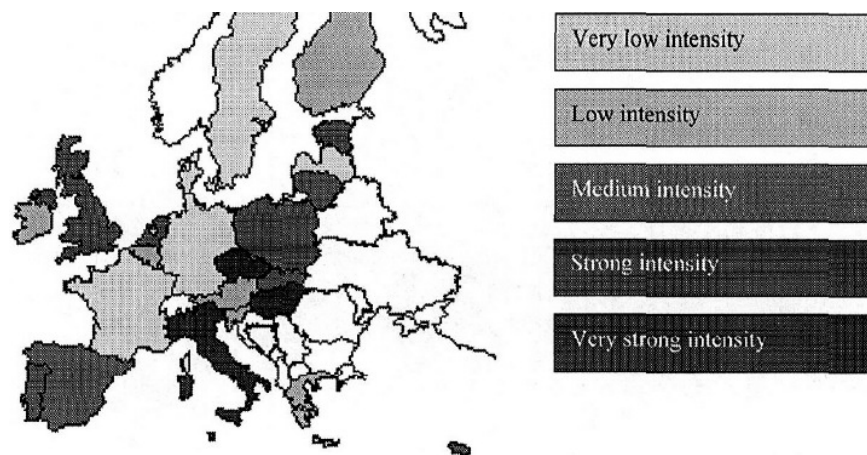 Very low intensity
Low intensity
Medium intensity
Strong intensity
Very strong intensity